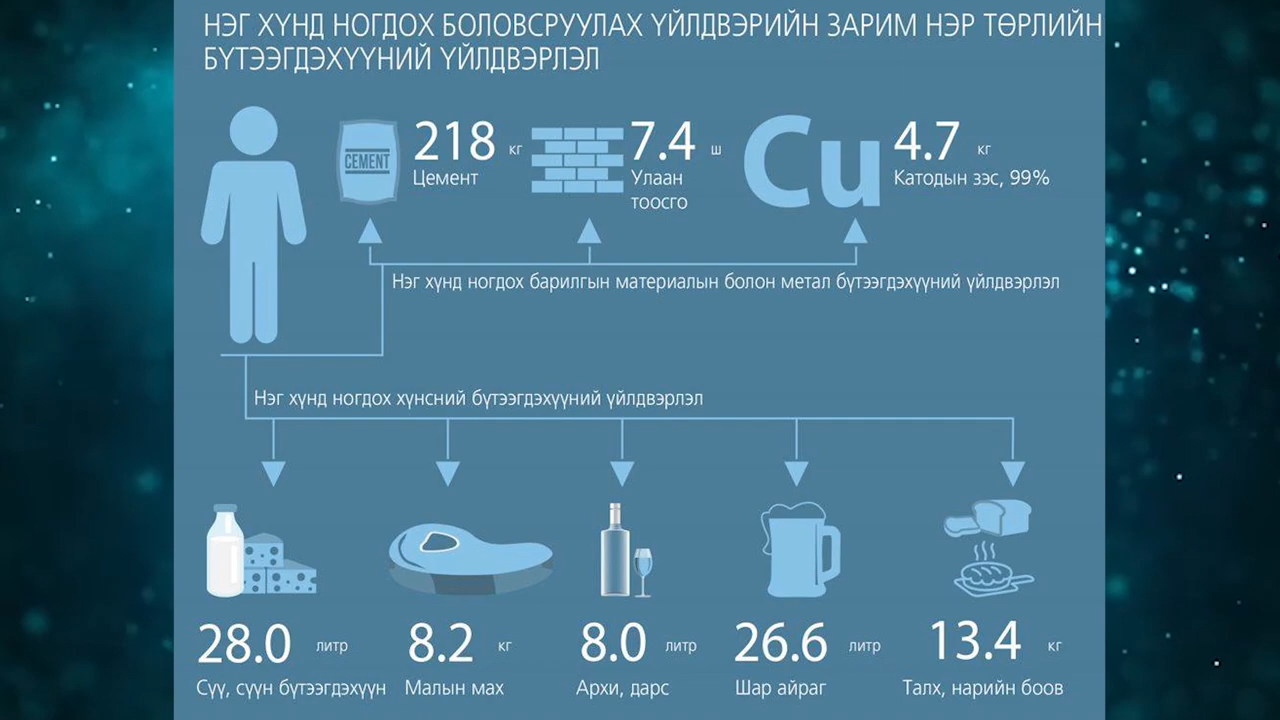 НЭГ ХҮНД НОГДОХ БОЛОВСРУУЛАХ ҮЙЛДВЭРИЙН ЗАРИМ НЭР ТӨРЛИЙН
БҮТЭЭГДЭХҮҮНИЙ ҮЙЛДВЭРЛЭЛ
CEMENT
218 кг
Цемент
7.4 ш
Улаан
тоосго
Cu
4.7 кг
Катодын зэс, 99%
Нэг хүнд ногдох барилгын материалын болон метал бүтээгдэхүүний үйлдвэрлэл
Нэг хүнд ногдох хүнсний бүтээгдэхүүний үйлдвэрлэл
28.0 литр
Сүү, сүүн бүтээгдэхүүн
8.2 кг
Малын мах
8.0 литр
Архи, дарс
26.6 литр
Шар айраг
13.4 кг
Талх, нарийн боов